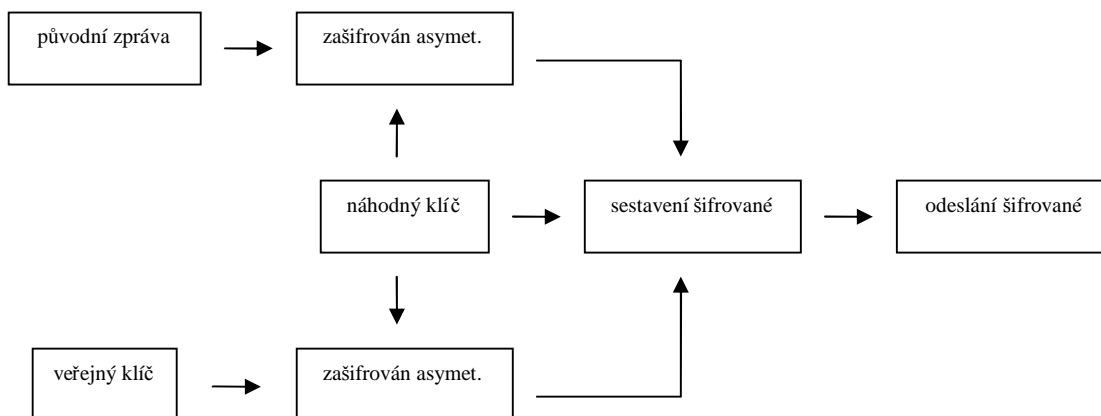 původní zpráva
zašifrován asymet.
náhodný klíč
sestavení šifrované
odeslání šifrované
veřejný klíč
zašifrován asymet.